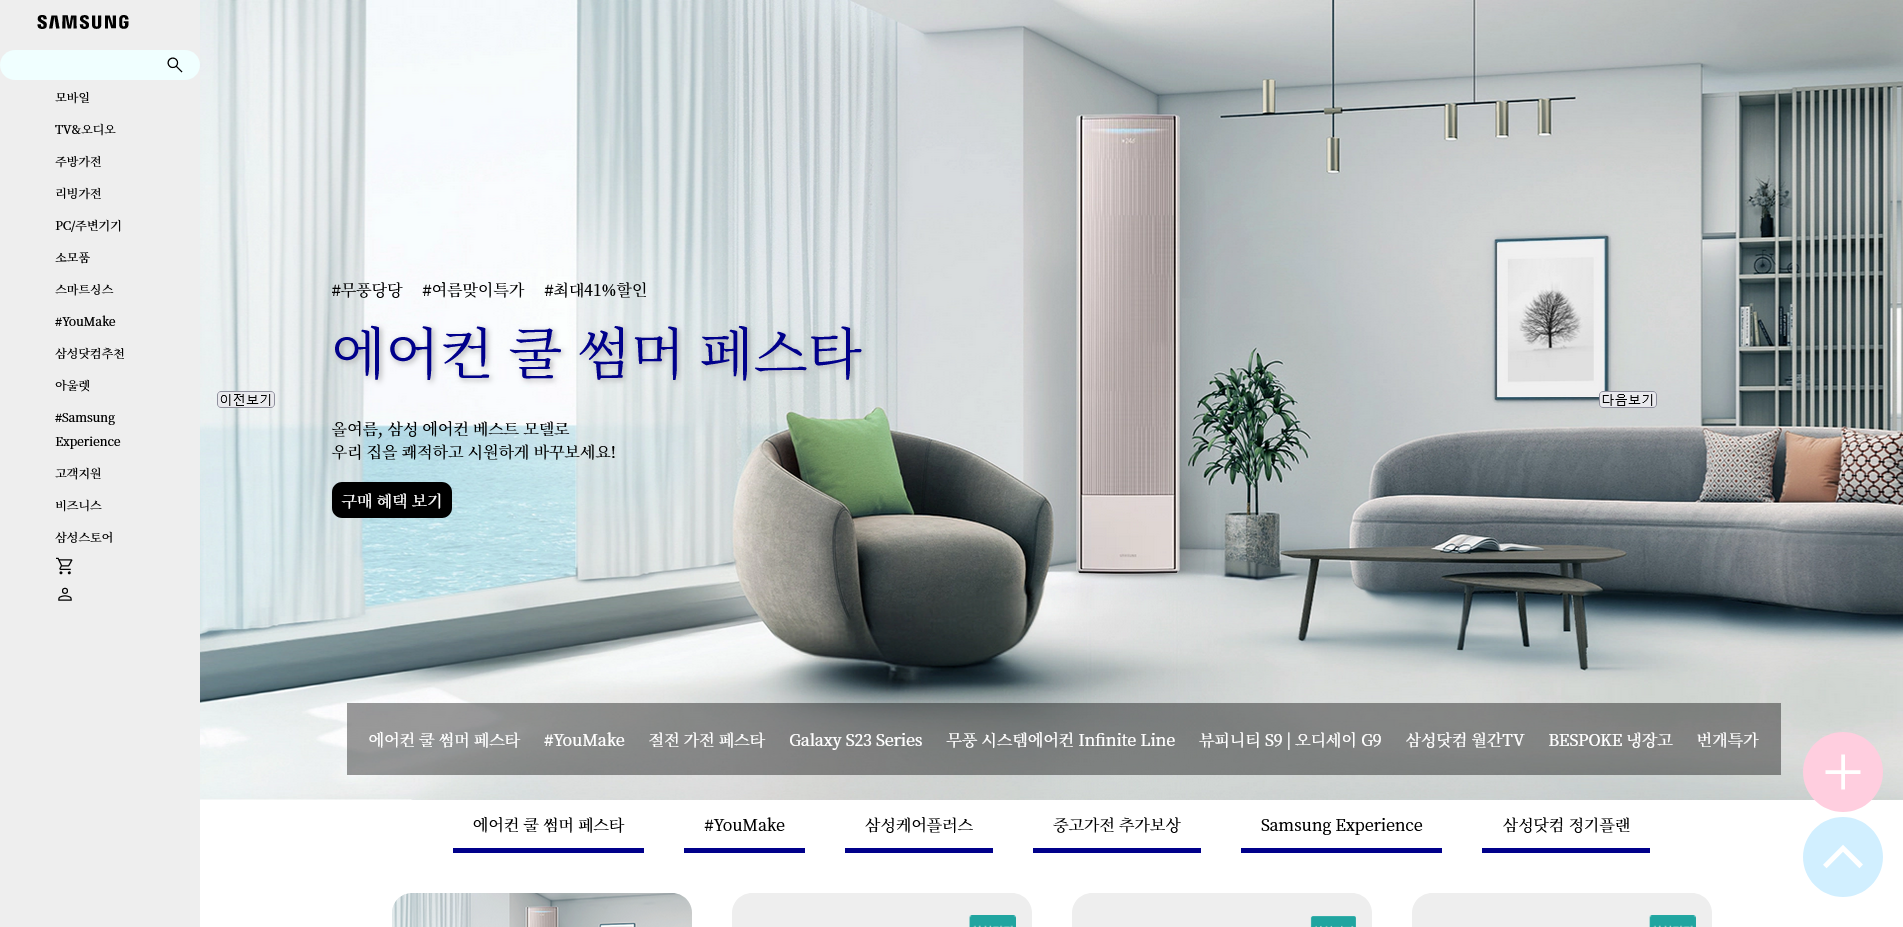 SAMSUNG
모바일
TV&오디오
주방가전
리빙가전
PC/주변기기
소모품
스마트싱스
#YouMake
삼성닷컴추천
아울렛
#Samsung
Experience
고객지원
비즈니스
삼성스토어
#무풍당당 #여름맞이특가 #최대41%할인
에어컨 쿨 썸머 페스타
이전보기
다음보기
올여름, 삼성 에어컨 베스트 모델로
우리 집을 쾌적하고 시원하게 바꾸보세요!
구매 혜택 보기
에어컨 쿨 썸머 페스타 #YouMake 절전 가전 페스타 Galaxy S23 Series 무풍 시스템에어컨 Infinite Line 뷰피니티 S9 | 오디세이 G9 삼성닷컴 월간TV BESPOKE 냉장고 번개특가
에어컨 쿨 썸머 페스타 #YouMake 삼성케어플러스 중고가전 추가보상 Samsung Experience 삼성닷컴 정기플랜